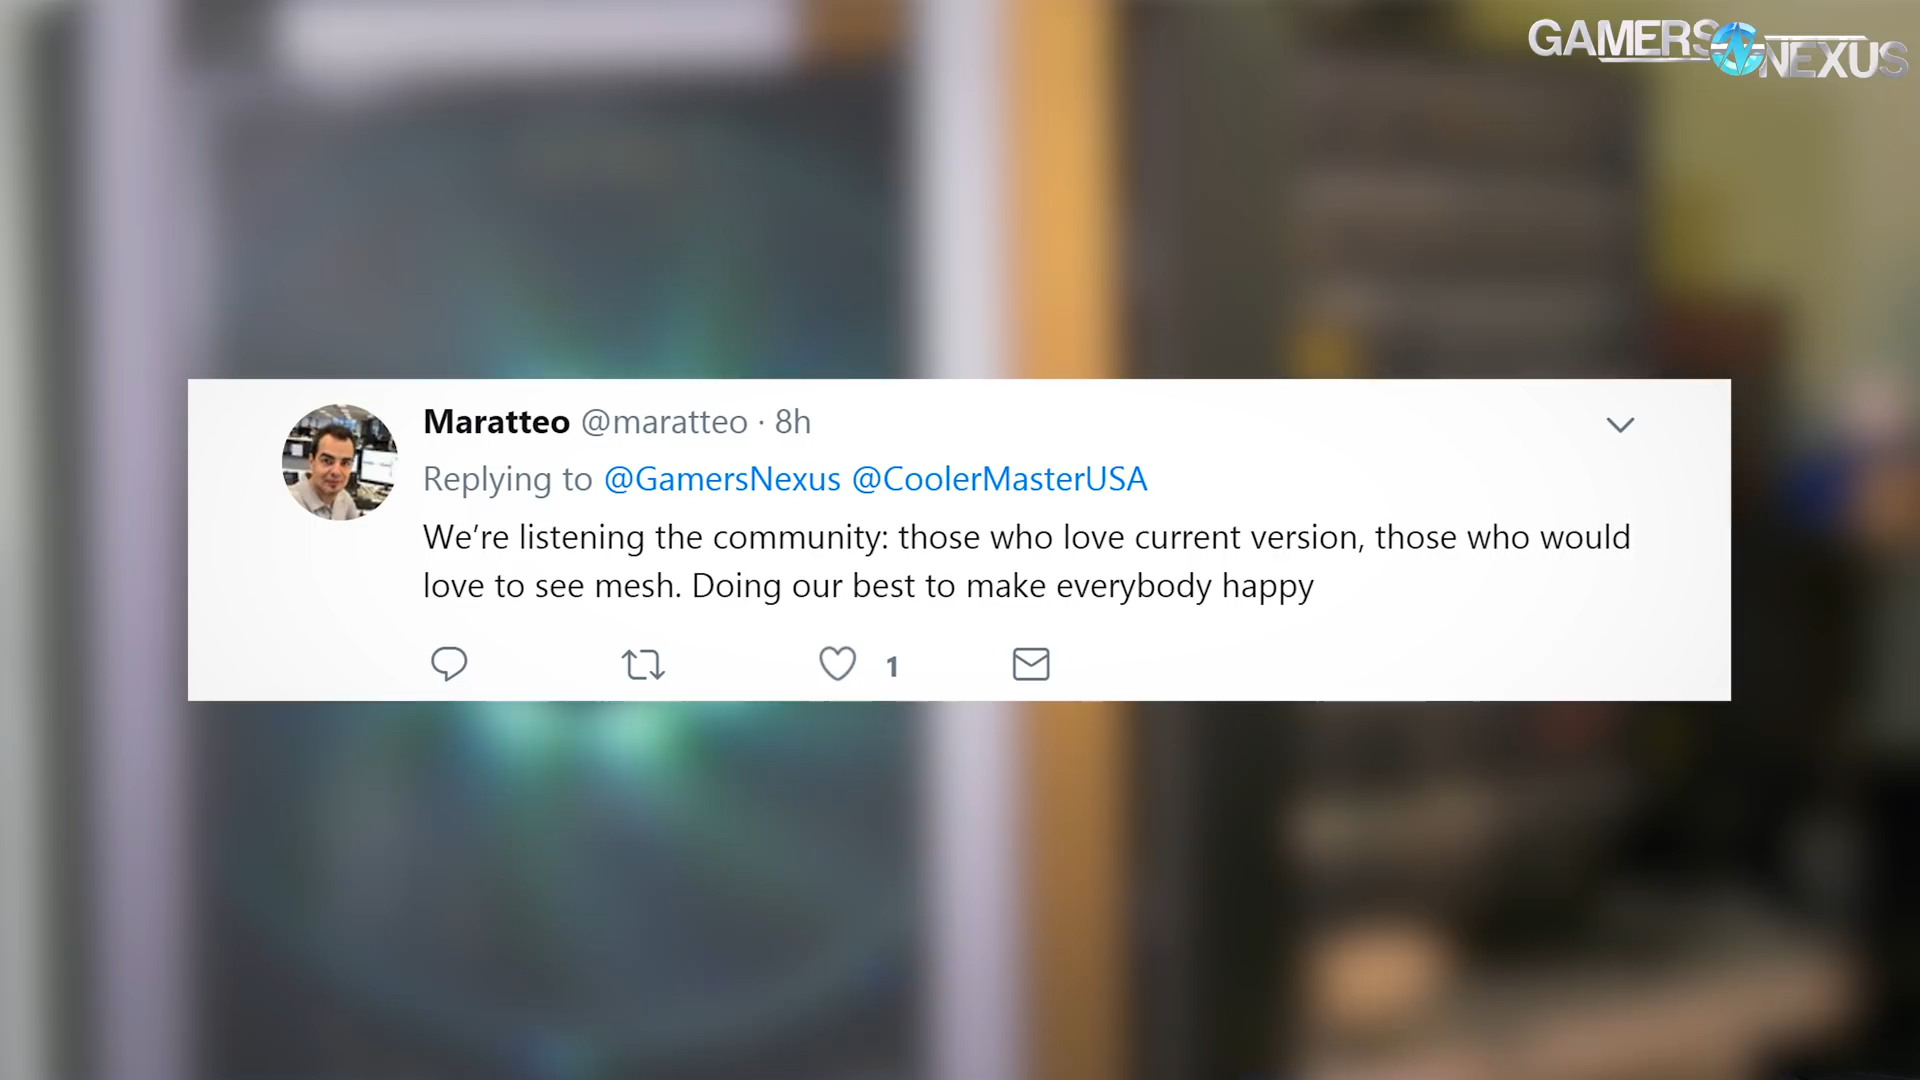 GAMERS NEXUS
Maratteo @maratteo · 8h
Replying to @GamersNexus @CoolerMasterUSA
We’re listening the community: those who love current version, those who would
love to see mesh. Doing our best to make everybody happy
1